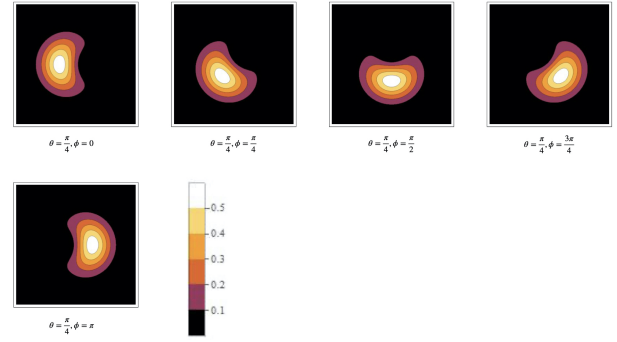 θ = π/4, ϕ = 0
θ = π/4, ϕ = π/4
θ = π/4, ϕ = π/2
θ = π/4, ϕ = 3π/4
0.5
0.4
0.3
0.2
0.1
θ = π/4, ϕ = π